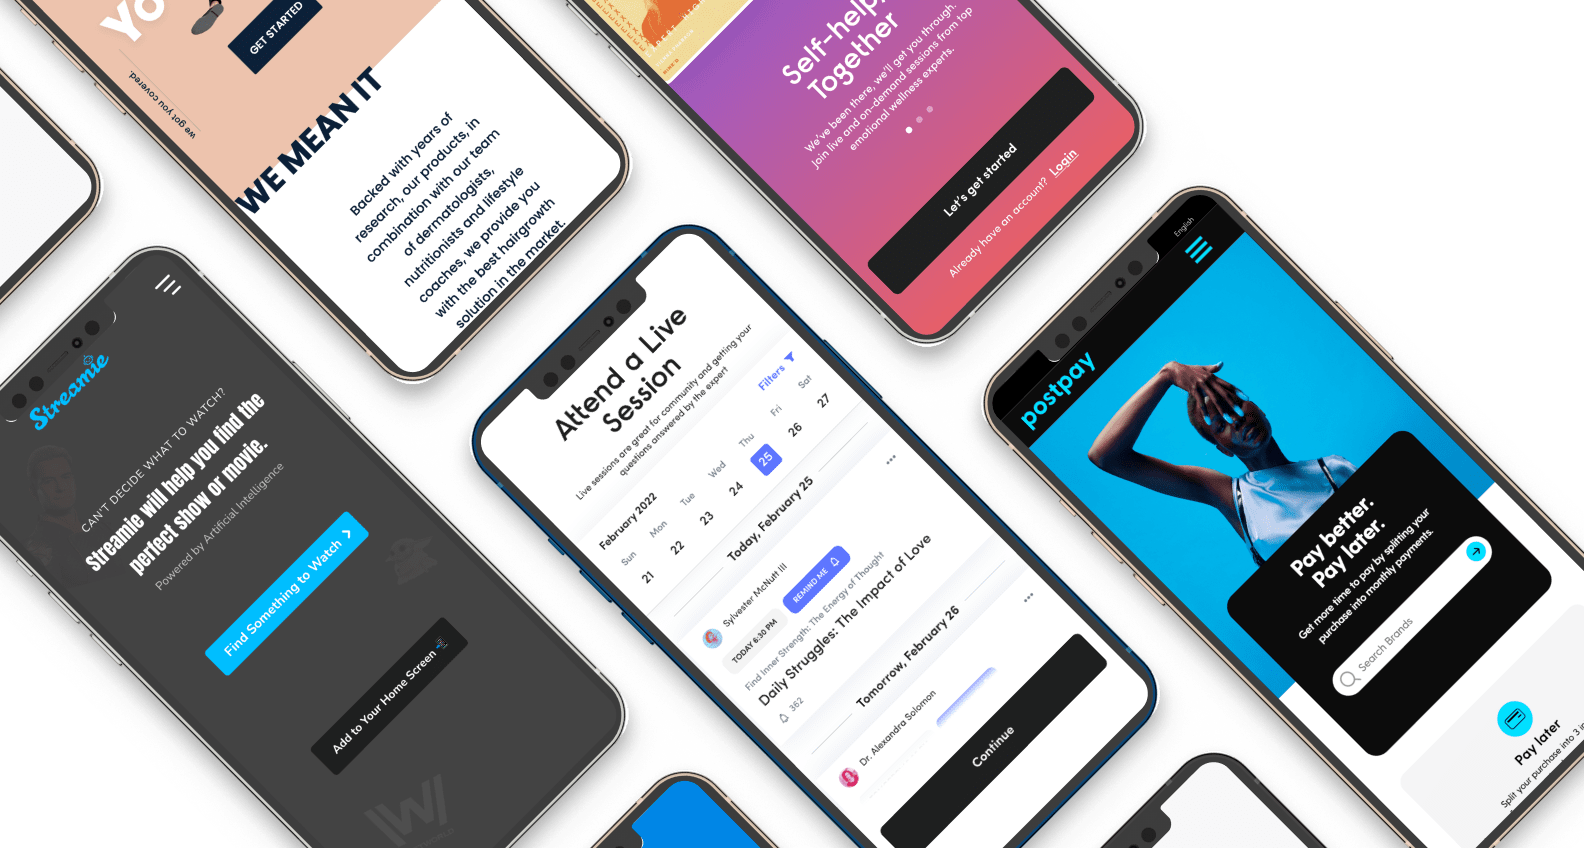 YO
GET STARTED
we got you covered.
WE MEAN IT
Backed with years of
research, our products, in
combination with our team
of dermatologists,
nutritionists and lifestyle
coaches, we provide you
with the best hairgrowth
solution in the market.
Self-help,
Together
We've been there, we'll get you through.
Join live and on-demand sessions from top
emotional wellness experts.
Let's get started
Already have an account? Login
Streamie
CAN'T DECIDE WHAT TO WATCH?
Streamie will help you find the
perfect show or movie.
Powered by Artificial Intelligence
Find Something to Watch
Add to Your Home Screen
W
Attend a Live
Session
Live sessions are great for community and getting your
questions answered by the expert
Filters
February 2022
Sun Mon Tue Wed Thu Fri Sat
21 22 23 24 25 26 27
Today, February 25
Sylvester McNutt III
TODAY 6:30 PM
REMIND ME
Find Inner Strength: The Energy of Thought
Daily Struggles: The Impact of Love
362
Tomorrow, February 26
Dr. Alexandra Solomon
Continue
English
postpay
Pay better.
Pay later.
Get more time to pay by splitting your
purchase into monthly payments.
Search Brands
Pay later
Split your purchase into 3